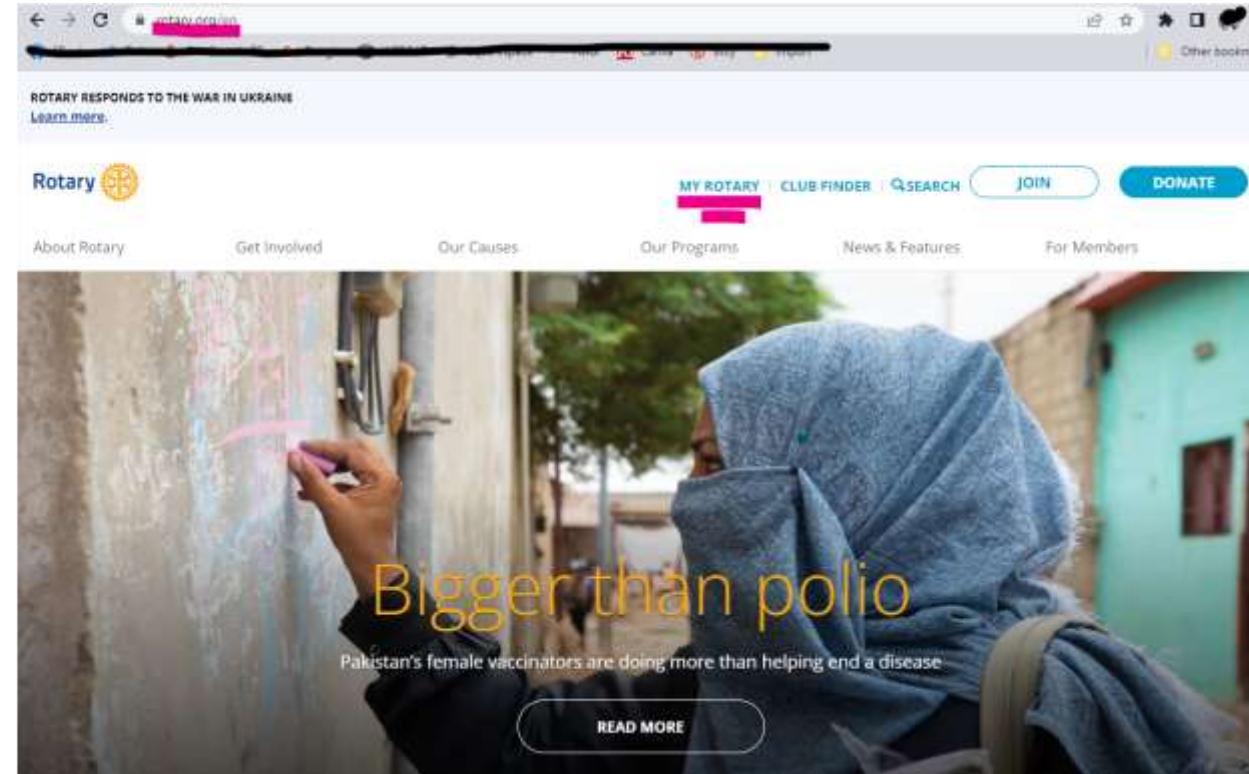 rotary.org/en
Other bookm
ROTARY RESPONDS TO THE WAR IN UKRAINE
Learn more.
Rotary
MY ROTARY CLUB FINDER SEARCH JOIN DONATE
About Rotary Get Involved Our Causes Our Programs News & Features For Members
Bigger than polio
Pakistan's female vaccinators are doing more than helping end a disease
READ MORE